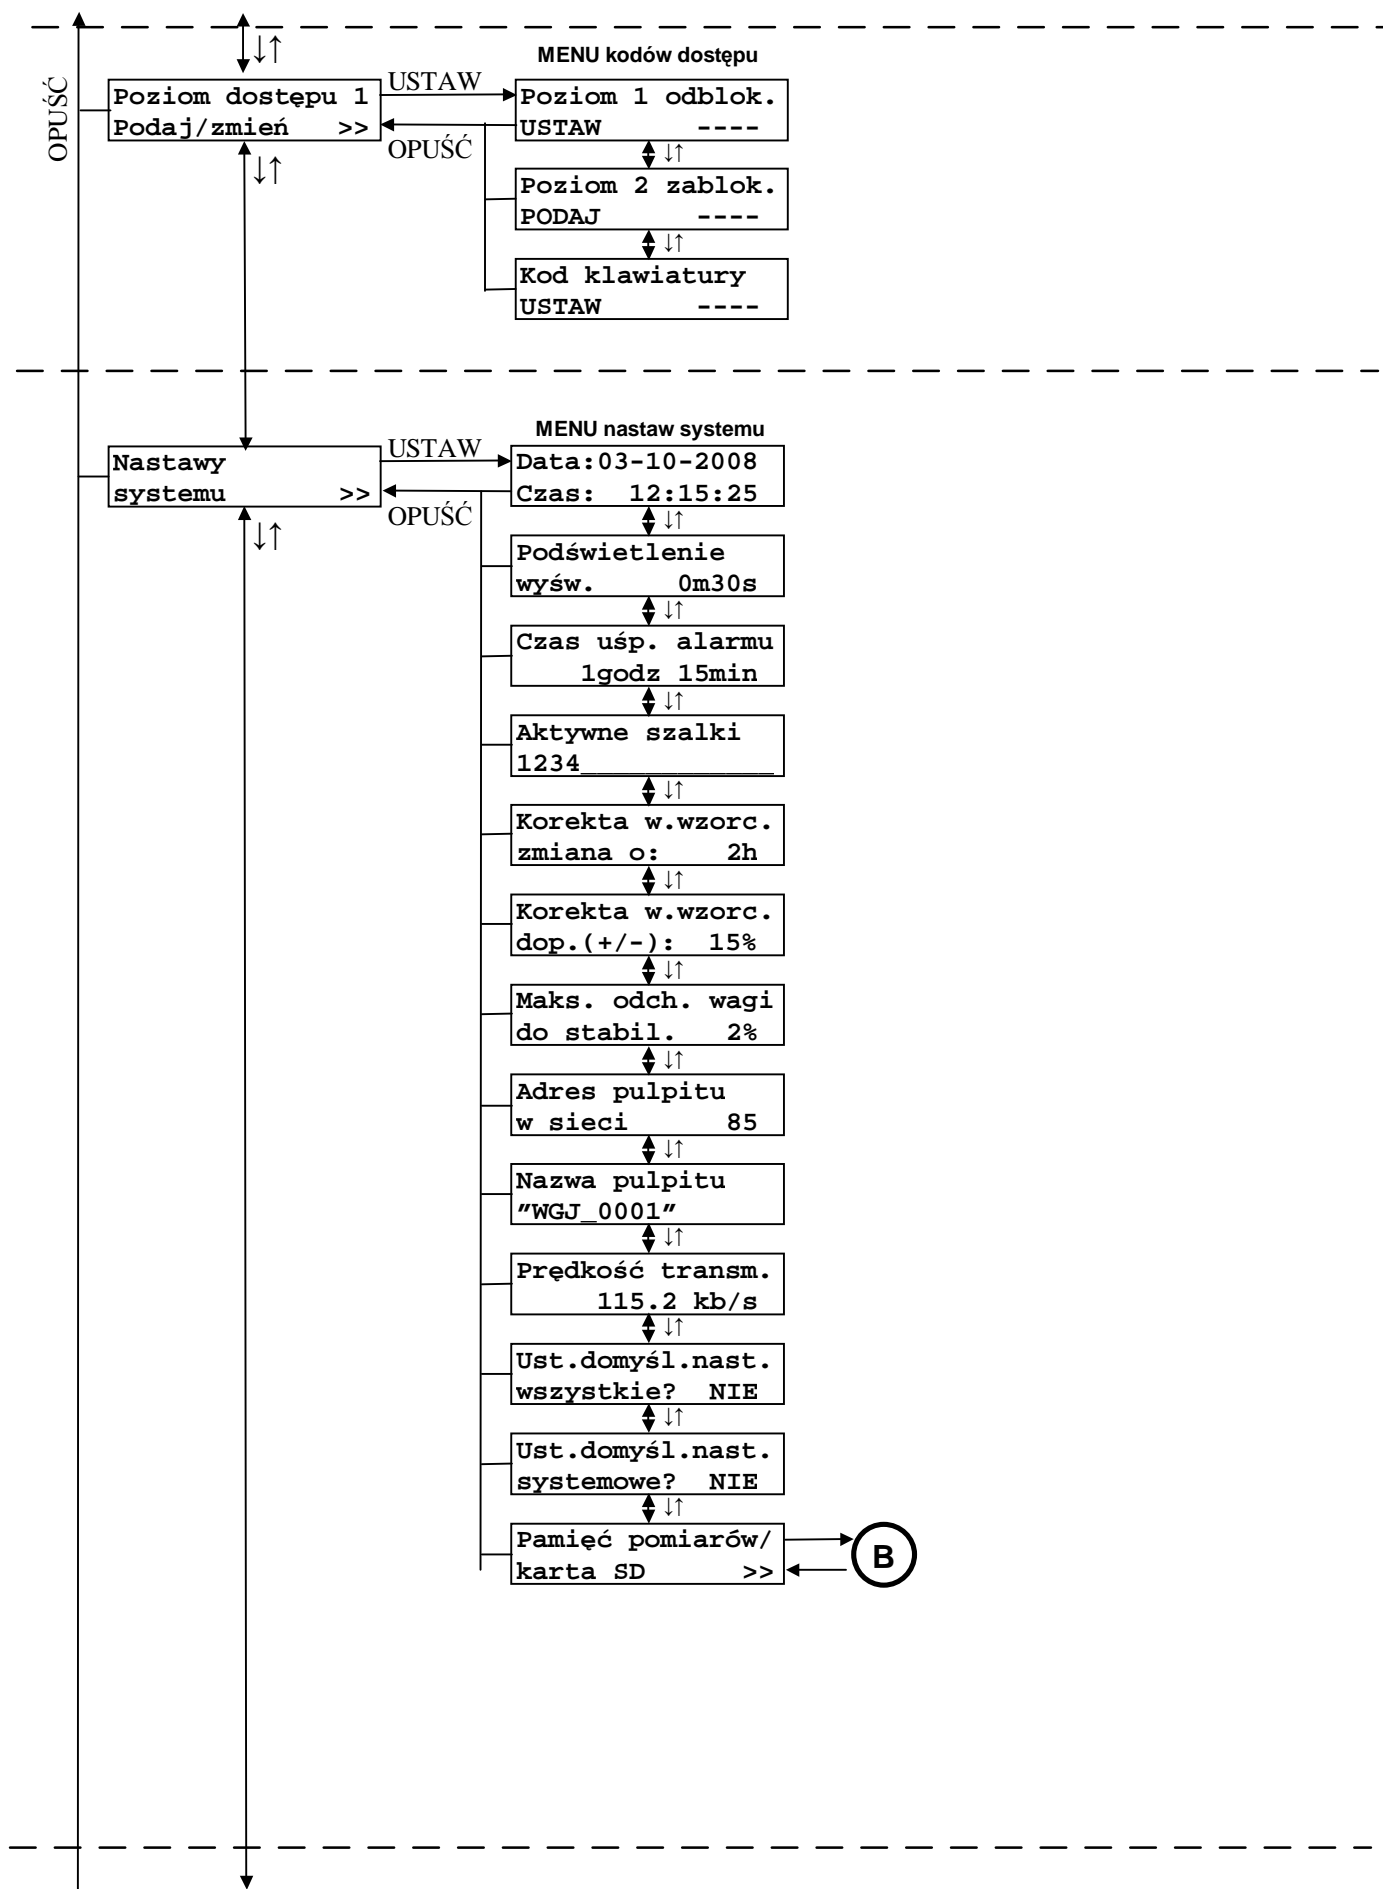 ↓↑
MENU kodów dostępu
OPUŚĆ
Poziom dostępu 1
Podaj/zmień >>
USTAW
OPUŚĆ
Poziom 1 odblok.
USTAW ----
↓↑
↓↑
Poziom 2 zablok.
PODAJ ----
↓↑
Kod klawiatury
USTAW ----
MENU nastaw systemu
Nastawy
systemu >>
USTAW
OPUŚĆ
Data:03-10-2008
Czas: 12:15:25
↓↑
↓↑
Podświetlenie
wyśw. 0m30s
↓↑
Czas uśp. alarmu
1godz 15min
↓↑
Aktywne szalki
1234____________
↓↑
Korekta w.wzorc.
zmiana o: 2h
↓↑
Korekta w.wzorc.
dop.(+/-): 15%
↓↑
Maks. odch. wagi
do stabil. 2%
↓↑
Adres pulpitu
w sieci 85
↓↑
Nazwa pulpitu
″WGJ_0001″
↓↑
Prędkość transm.
115.2 kb/s
↓↑
Ust.domyśl.nast.
wszystkie? NIE
↓↑
Ust.domyśl.nast.
systemowe? NIE
↓↑
Pamięć pomiarów/
karta SD >>
B